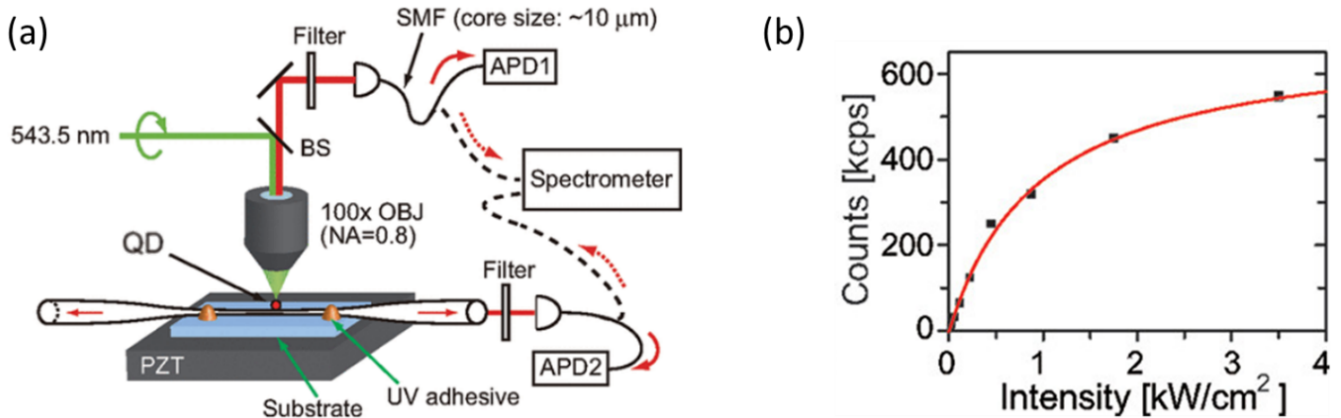 (a)
SMF (core size: ~10 μm)
Filter
APD1
543.5 nm
BS
Spectrometer
100x OBJ
(NA=0.8)
QD
Filter
PZT
APD2
Substrate
UV adhesive
(b)
Counts [kcps]
600
400
200
0
0 1 2 3 4
Intensity [kW/cm²]